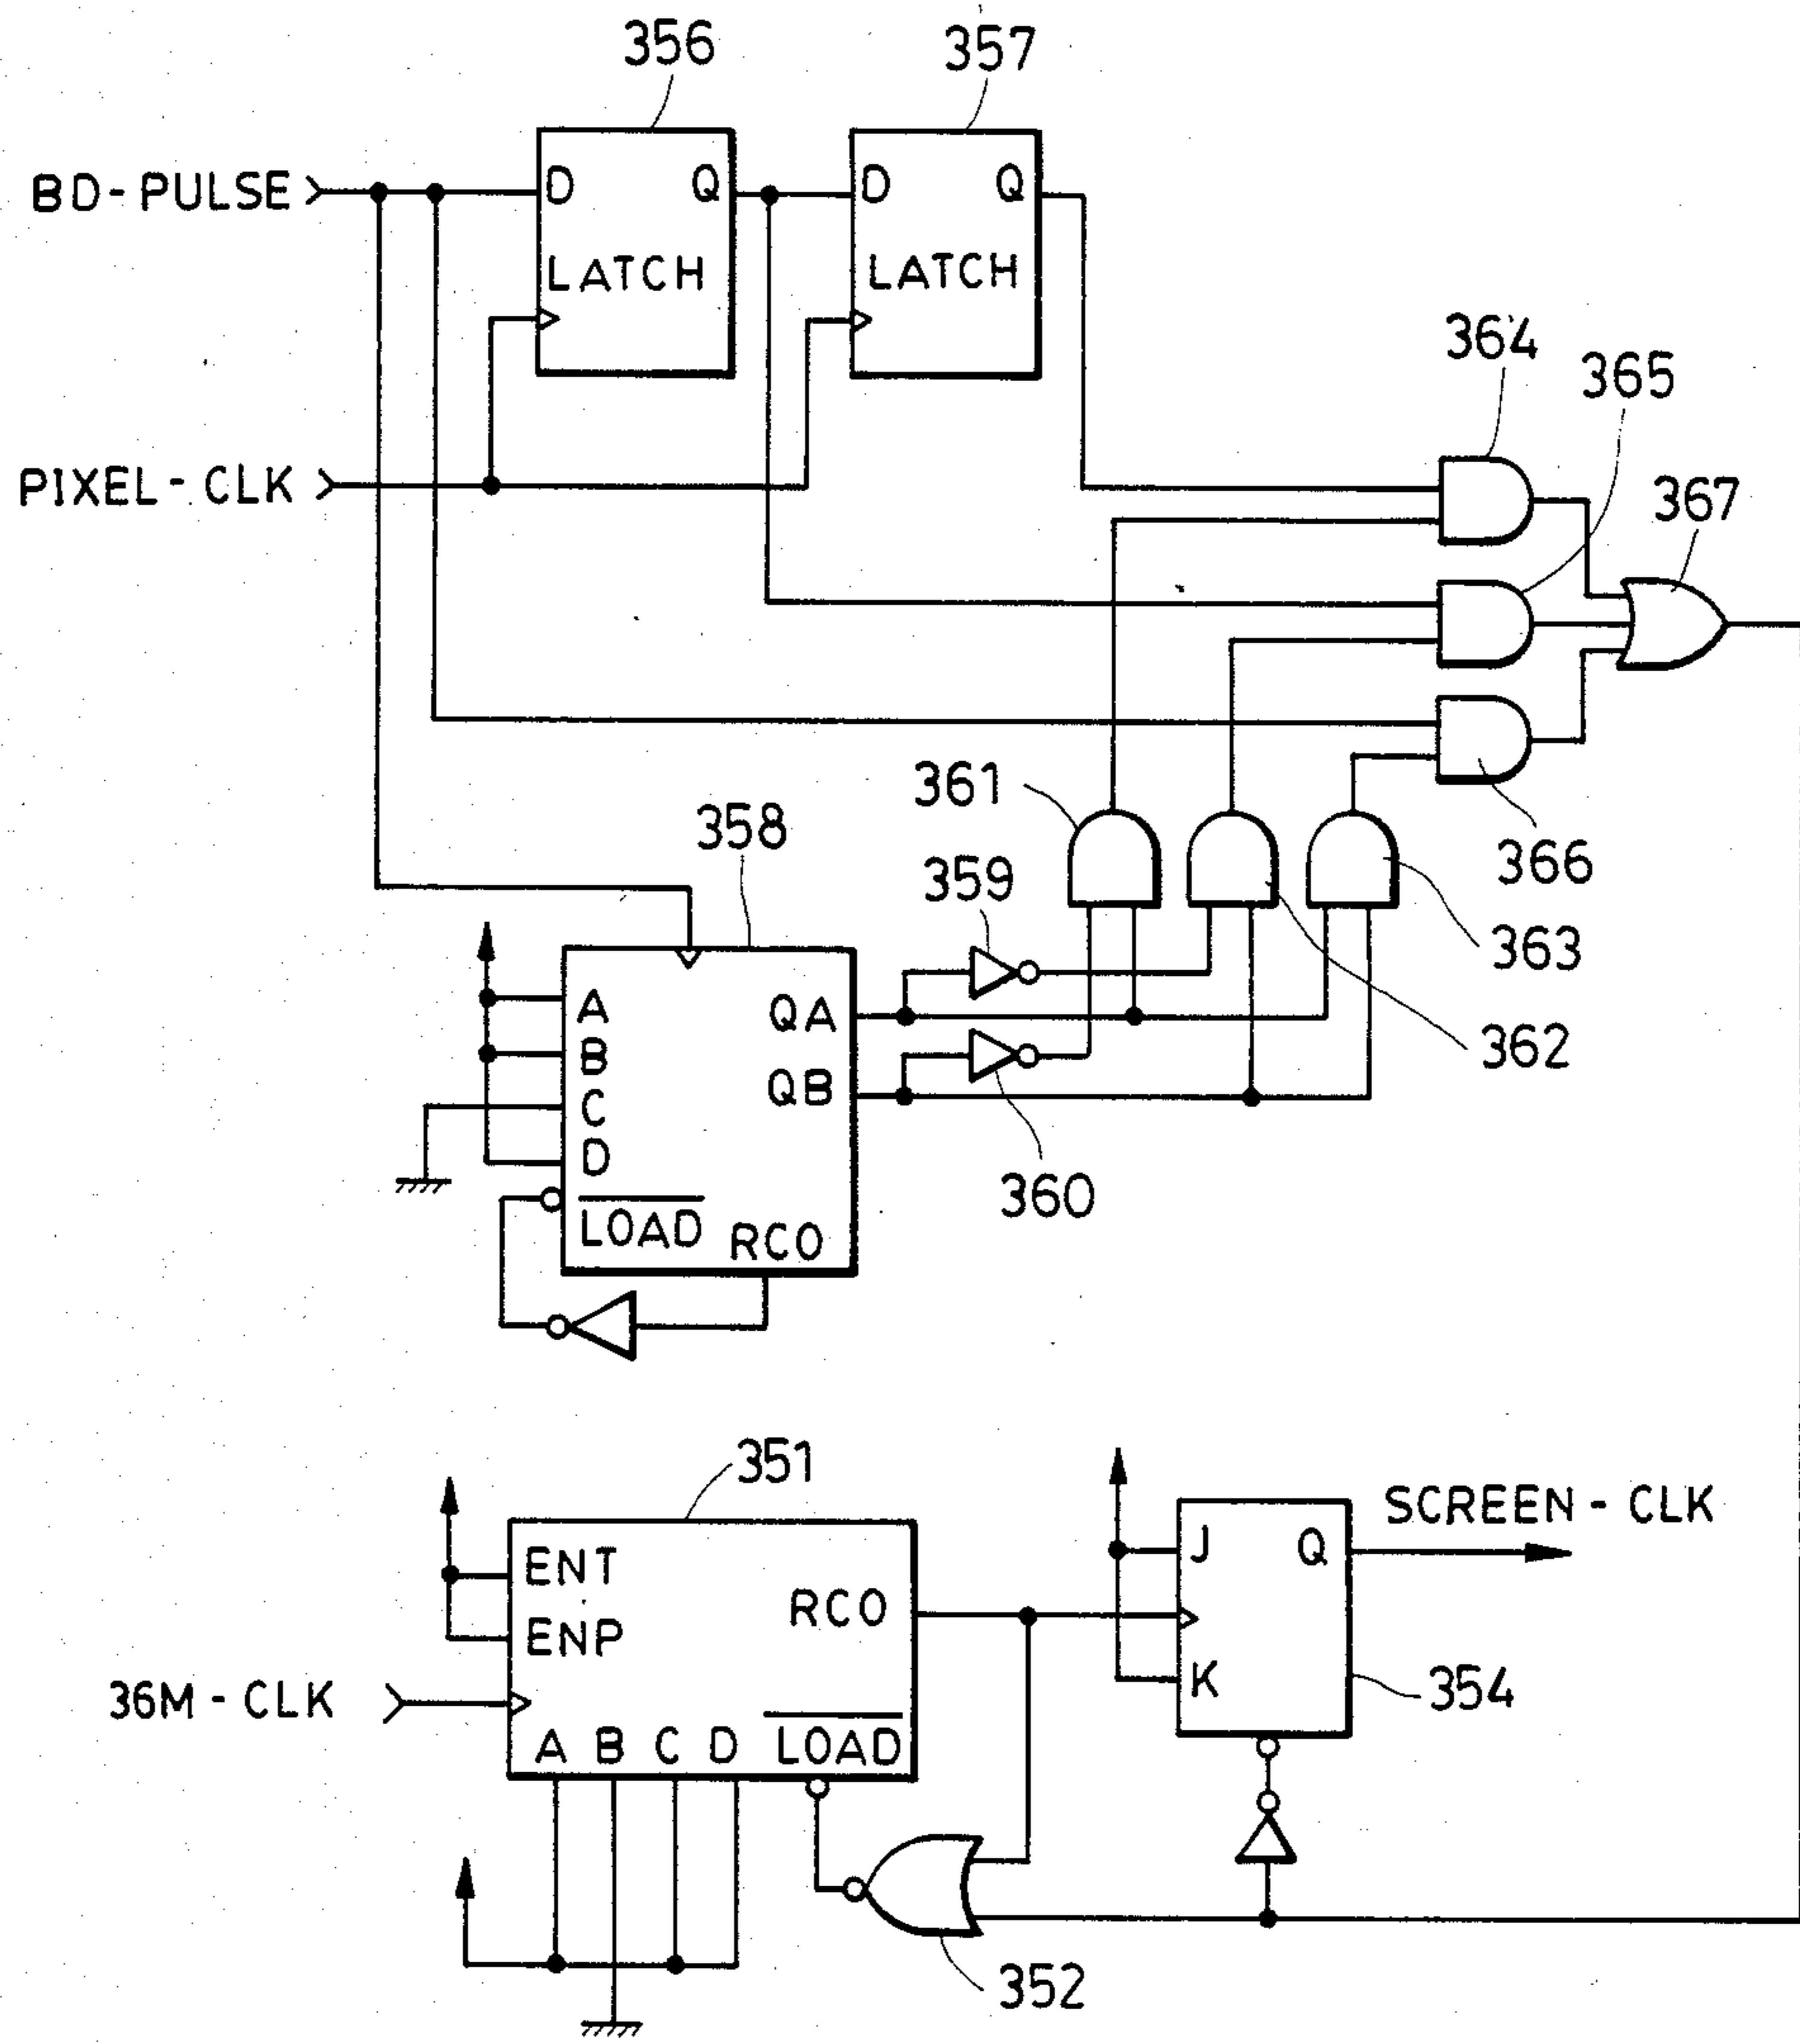 356
357
BD-PULSE
D
Q
D
Q
LATCH
LATCH
364
365
PIXEL-CLK
367
361
358
359
366
363
A
QA
B
362
QB
C
D
360
LOAD
RCO
351
SCREEN-CLK
ENT
J
Q
RCO
ENP
K
354
36M-CLK
A B C D LOAD
352